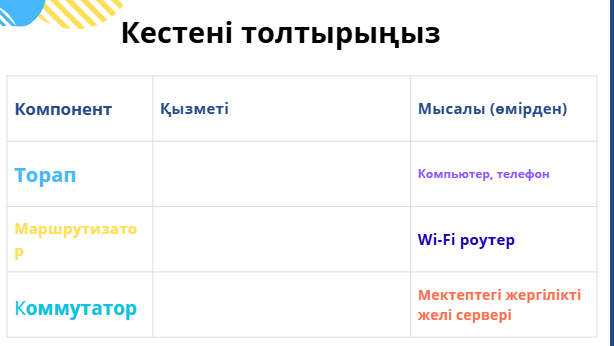 Кестені толтырыңыз
Компонент
Қызметі
Мысалы (өмірден)
Торап
Компьютер, телефон
Маршрутизато
р
Wi-Fi роутер
Коммутатор
Мектептегі жергілікті
желі сервері